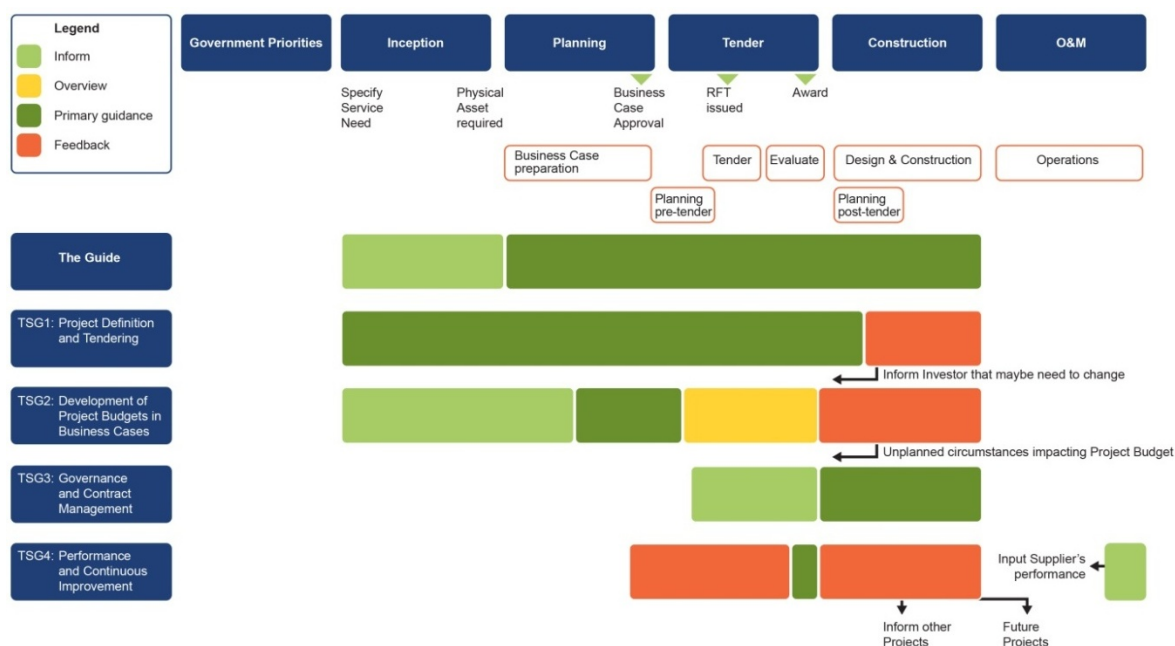 Legend
Inform
Overview
Primary guidance
Feedback
Government Priorities
Inception
Planning
Tender
Construction
O&M
Specify
Service
Need
Physical
Asset
required
Business
Case
Approval
RFT
issued
Award
Business Case
preparation
Tender
Evaluate
Design & Construction
Operations
Planning
pre-tender
Planning
post-tender
The Guide
TSG1: Project Definition
and Tendering
Inform Investor that maybe need to change
TSG2: Development of
Project Budgets in
Business Cases
Unplanned circumstances impacting Project Budget
TSG3: Governance
and Contract
Management
TSG4: Performance
and Continuous
Improvement
Input Supplier's
performance
Inform other
Projects
Future
Projects